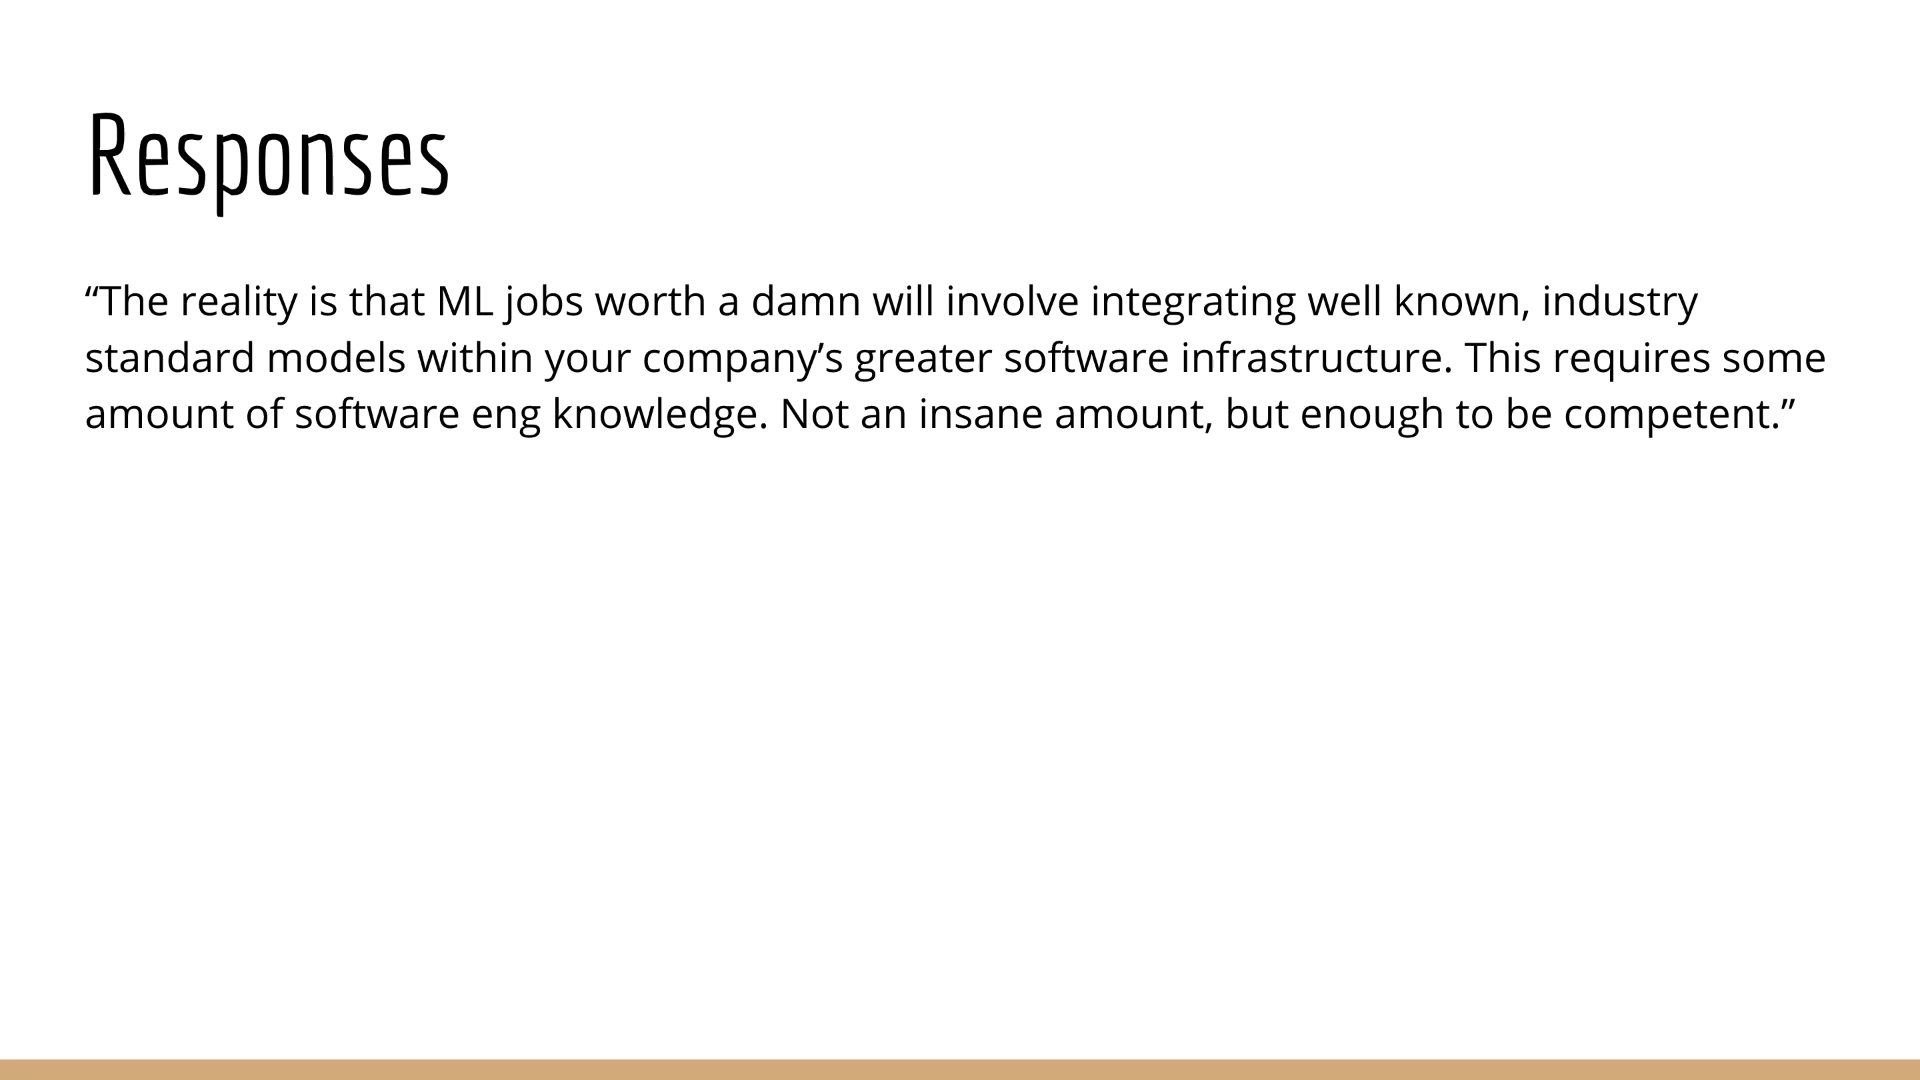 Responses
“The reality is that ML jobs worth a damn will involve integrating well known, industry
standard models within your company’s greater software infrastructure. This requires some
amount of software eng knowledge. Not an insane amount, but enough to be competent.”